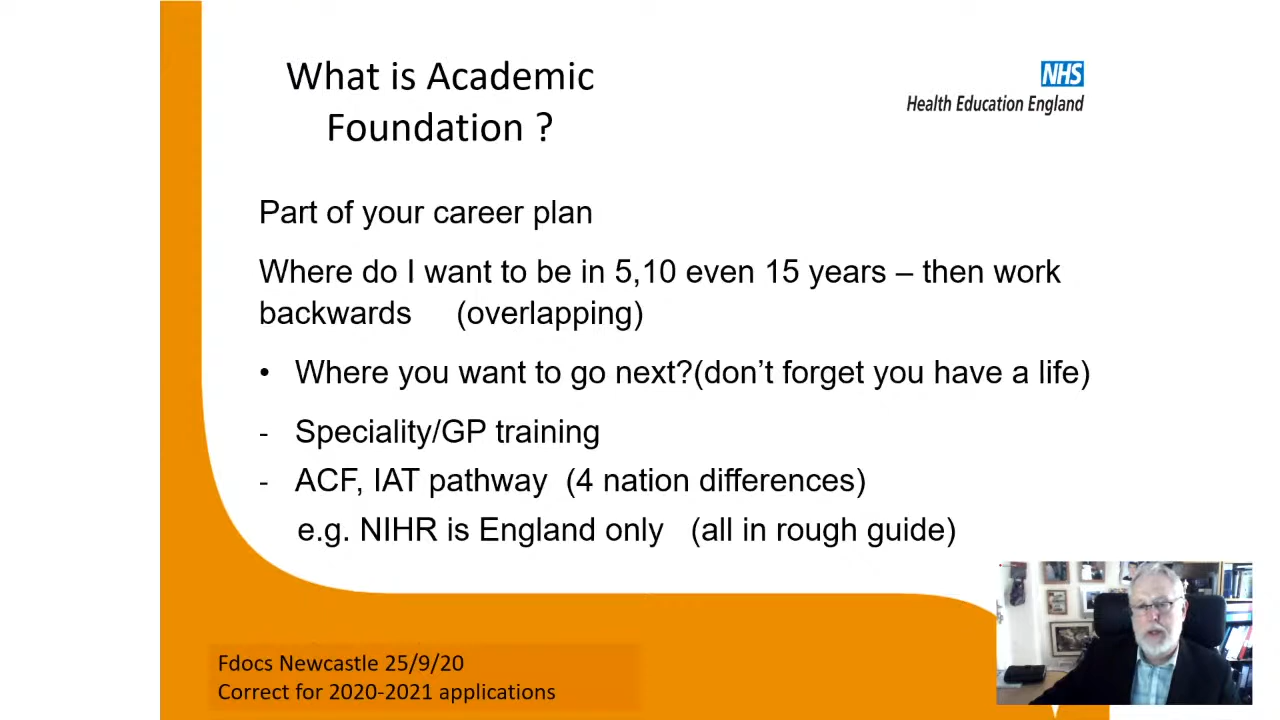 What is Academic
Foundation ?
NHS
Health Education England
Part of your career plan
Where do I want to be in 5,10 even 15 years – then work
backwards (overlapping)
• Where you want to go next?(don’t forget you have a life)
- Speciality/GP training
- ACF, IAT pathway (4 nation differences)
e.g. NIHR is England only (all in rough guide)
Fdocs Newcastle 25/9/20
Correct for 2020-2021 applications